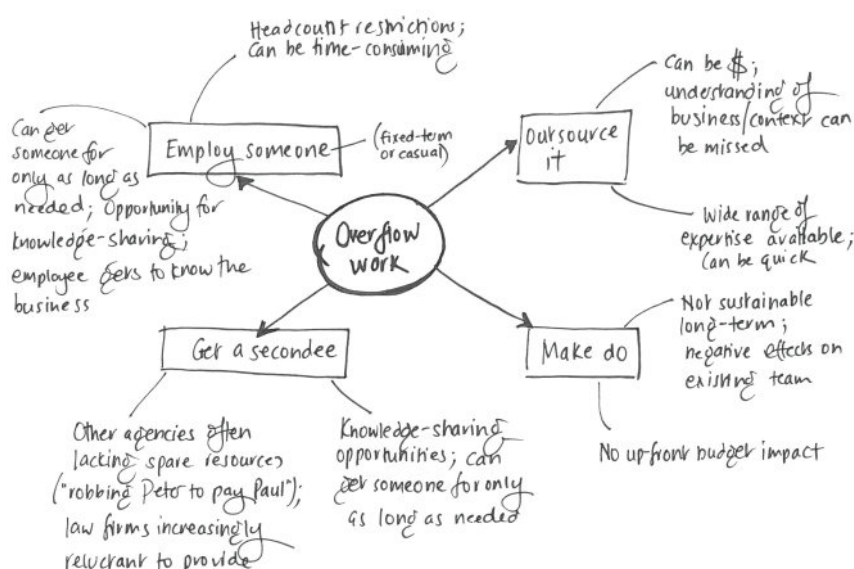 Headcount restrictions;
Can be time-consuming
Employ someone
(fixed-term
or casual)
Can get
someone for
only as long as
needed; Opportunity for
knowledge-sharing;
employee gets to know the
business
Overflow
work
Outsource
it
Can be $;
understanding of
business/context can
be missed
Wide range of
expertise available;
can be quick
Get a secondee
Other agencies often
lacking spare resources
("robbing Peter to pay Paul");
law firms increasingly
reluctant to provide
Knowledge-sharing
opportunities; can
get someone for only
as long as needed
Make do
Not sustainable
long-term;
negative effects on
existing team
No up-front budget impact